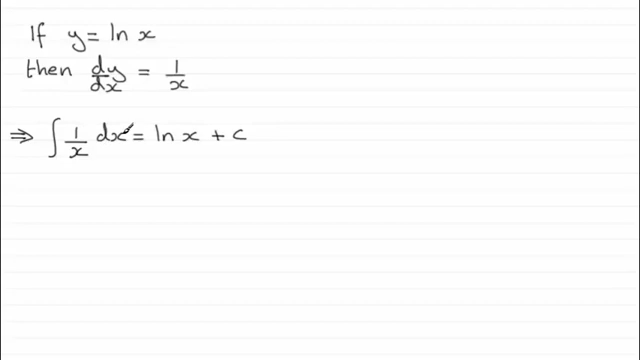 If y = ln x
then dy/dx = 1/x
⇒ ∫ 1/x dx = ln x + c